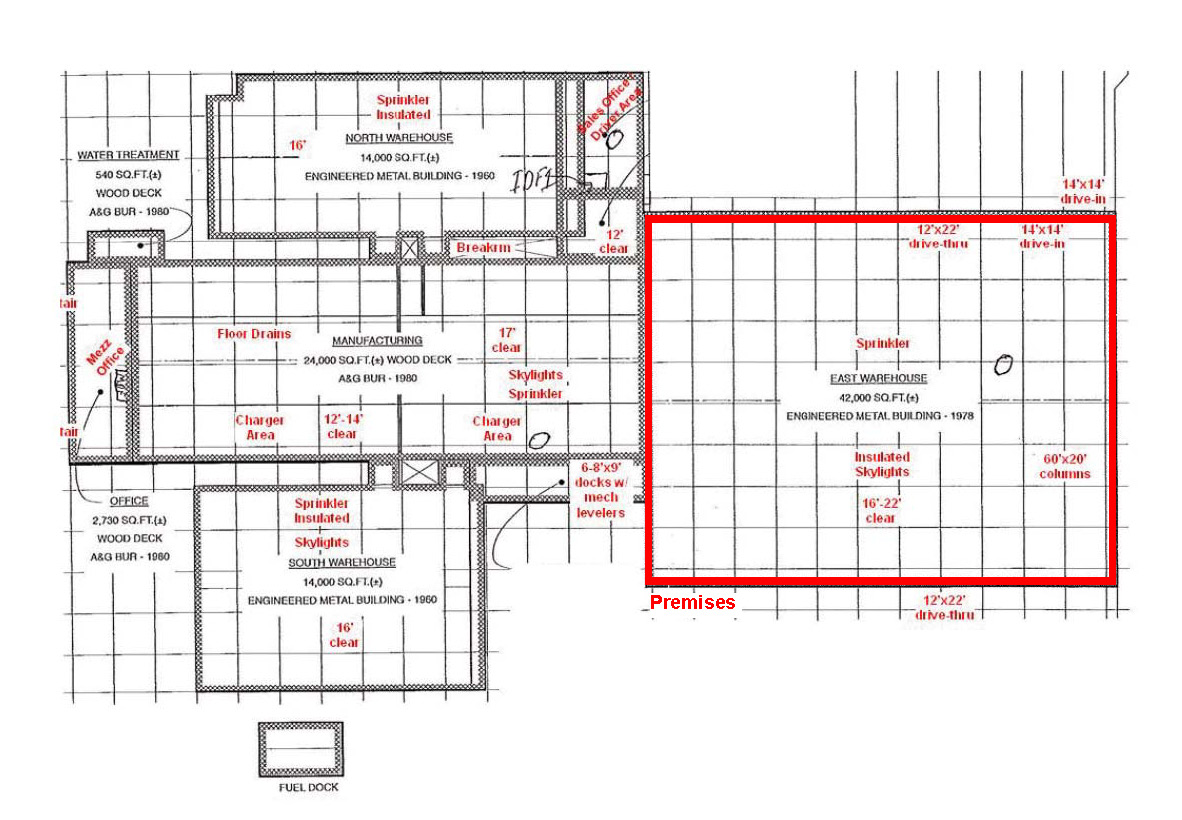 Sprinkler
Insulated
16'
NORTH WAREHOUSE
14,000 SQ.FT.(±)
ENGINEERED METAL BUILDING - 1960
Sales Office
Driver Area
IDF1
12'
clear
WATER TREATMENT
540 SQ.FT.(±)
WOOD DECK
A&G BUR - 1980
Breakrm
14'x14'
drive-in
12'x22'
drive-thru
14'x14'
drive-in
tair
Mezz
Office
tair
Floor Drains
MANUFACTURING
24,000 SQ.FT.(±) WOOD DECK
A&G BUR - 1980
17'
clear
Skylights
Sprinkler
Charger
Area
12'-14'
clear
Charger
Area
Sprinkler
EAST WAREHOUSE
42,000 SQ.FT.(±)
ENGINEERED METAL BUILDING - 1978
Insulated
Skylights
16'-22'
clear
60'x20'
columns
6-8'x9'
docks w/
mech
levelers
OFFICE
2,730 SQ.FT.(±)
WOOD DECK
A&G BUR - 1980
Sprinkler
Insulated
Skylights
SOUTH WAREHOUSE
14,000 SQ.FT.(±)
ENGINEERED METAL BUILDING - 1960
16'
clear
Premises
12'x22'
drive-thru
FUEL DOCK